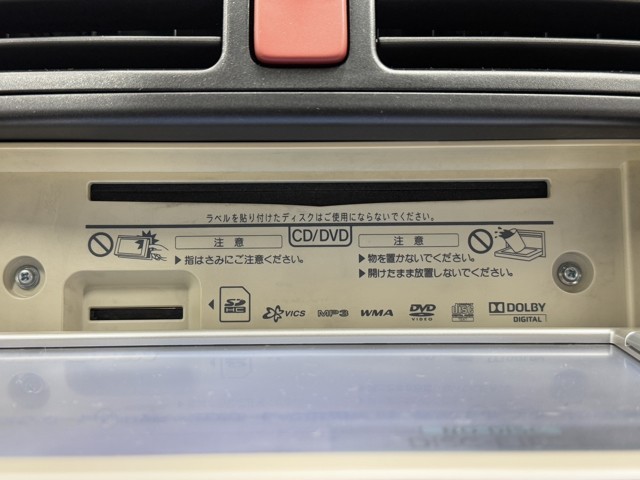 ラベルを貼り付けたディスクはご使用にならないでください。
注意
CD/DVD
注意
▶指はさみにご注意ください。
▶物を置かないでください。
▶開けたまま放置しないでください。
SD
HC
VICS
MP3
WMA
DVD
VIDEO
DOLBY
DIGITAL